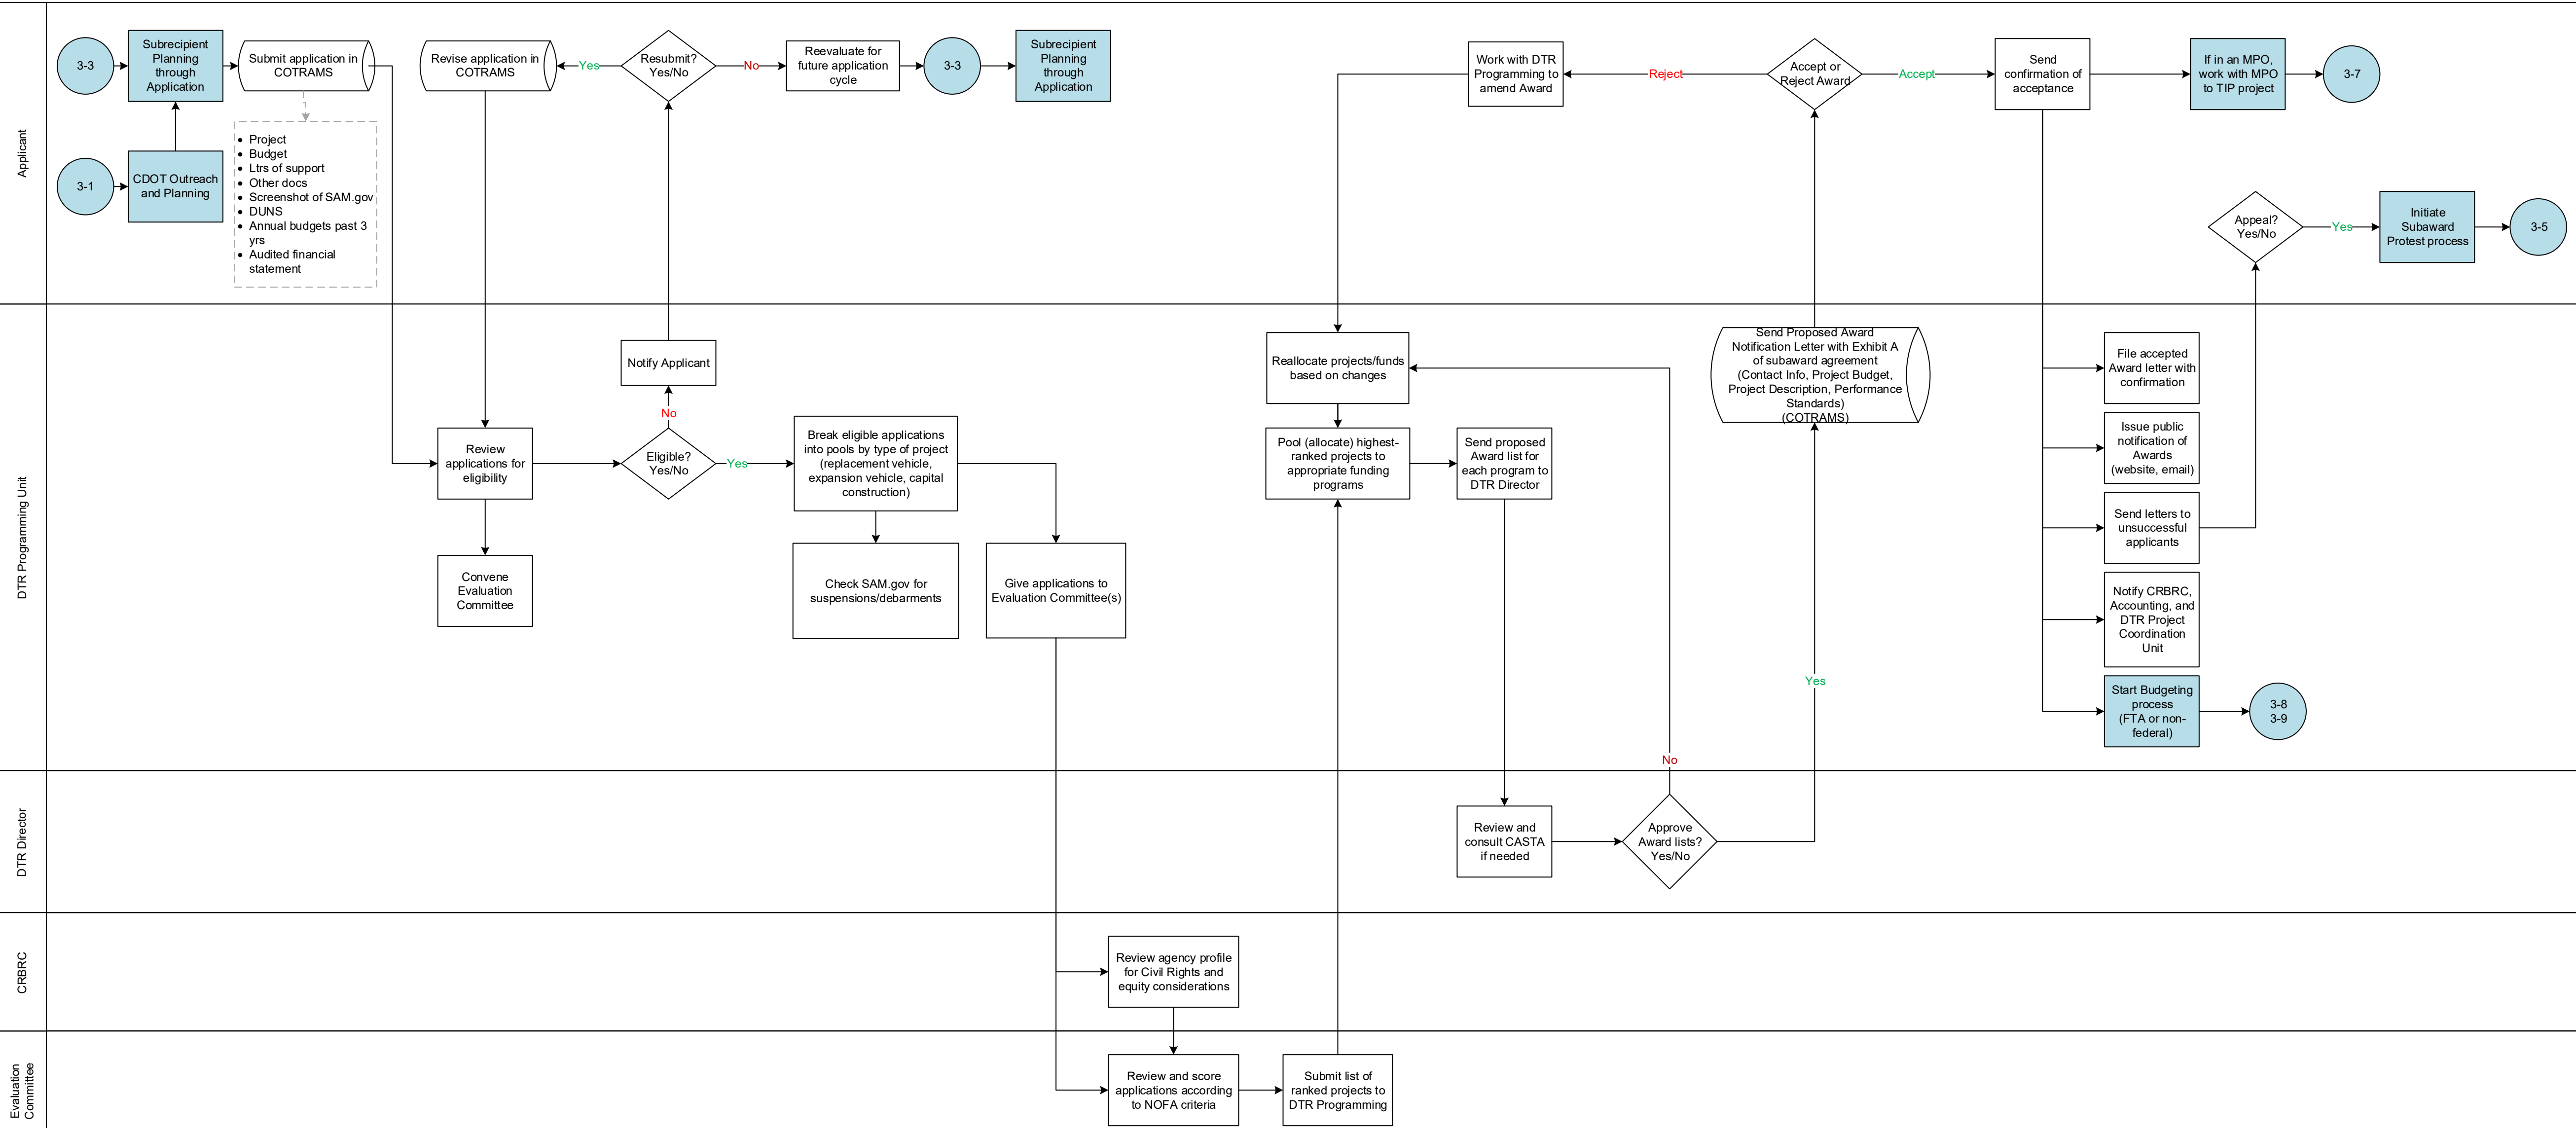 Applicant
3-3
Subrecipient
Planning
through
Application
Submit application in
COTRAMS
Project
Budget
Ltrs of support
Other docs
Screenshot of SAM.gov
DUNS
Annual budgets past 3
yrs
Audited financial
statement
3-1
CDOT Outreach
and Planning
Revise application in
COTRAMS
Yes
Resubmit?
Yes/No
No
Reevaluate for
future application
cycle
3-3
Subrecipient
Planning
through
Application
Work with DTR
Programming to
amend Award
Reject
Accept or
Reject Award
Accept
Send
confirmation of
acceptance
If in an MPO,
work with MPO
to TIP project
3-7
Appeal?
Yes/No
Yes
Initiate
Subaward
Protest process
3-5
DTR Programming Unit
Notify Applicant
No
Review
applications for
eligibility
Eligible?
Yes/No
Yes
Break eligible applications
into pools by type of project
(replacement vehicle,
expansion vehicle, capital
construction)
Convene
Evaluation
Committee
Check SAM.gov for
suspensions/debarments
Give applications to
Evaluation Committee(s)
Reallocate projects/funds
based on changes
Pool (allocate) highest-
ranked projects to
appropriate funding
programs
Send proposed
Award list for
each program to
DTR Director
Send Proposed Award
Notification Letter with Exhibit A
of subaward agreement
(Contact Info, Project Budget,
Project Description, Performance
Standards)
(COTRAMS)
Yes
No
File accepted
Award letter with
confirmation
Issue public
notification of
Awards
(website, email)
Send letters to
unsuccessful
applicants
Notify CRBRC,
Accounting, and
DTR Project
Coordination
Unit
Start Budgeting
process
(FTA or non-
federal)
3-8
3-9
DTR Director
Review and
consult CASTA
if needed
Approve
Award lists?
Yes/No
CRBRC
Review agency profile
for Civil Rights and
equity considerations
Evaluation
Committee
Review and score
applications according
to NOFA criteria
Submit list of
ranked projects to
DTR Programming